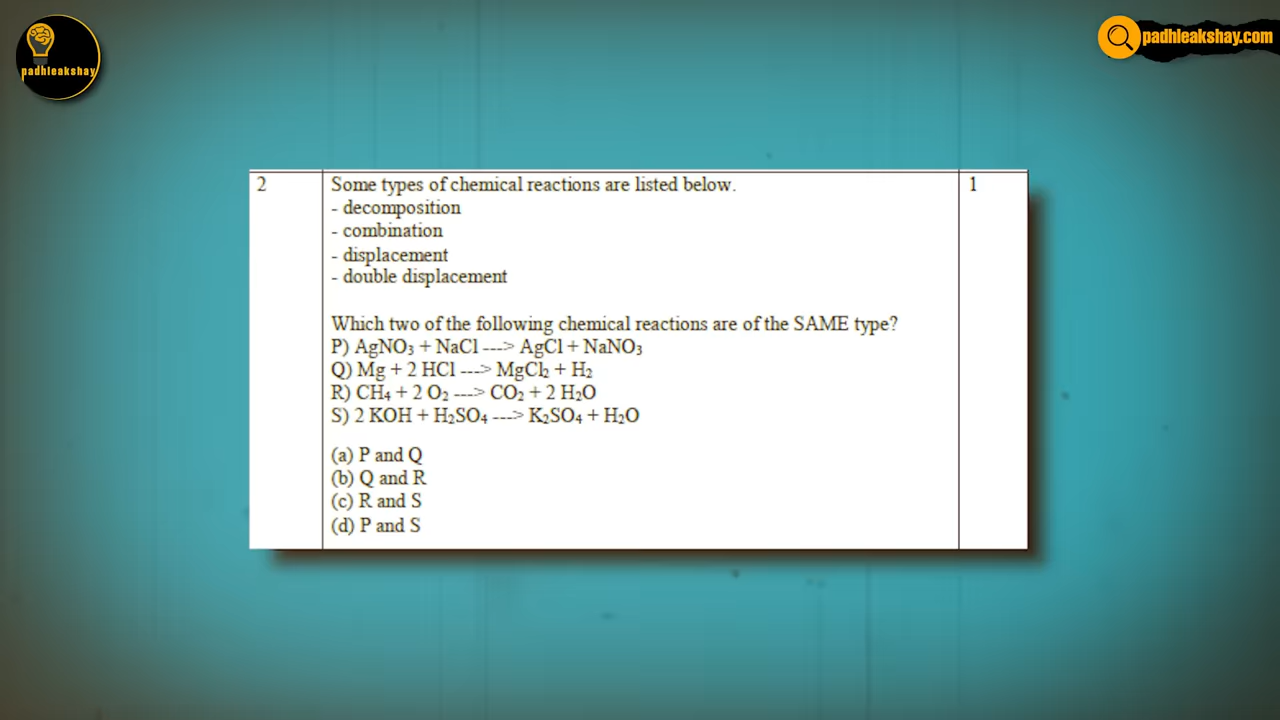 padhleakshay
padhleakshay.com
2 Some types of chemical reactions are listed below. 1
- decomposition
- combination
- displacement
- double displacement
Which two of the following chemical reactions are of the SAME type?
P) AgNO₃ + NaCl ---> AgCl + NaNO₃
Q) Mg + 2 HCl ---> MgCl₂ + H₂
R) CH₄ + 2 O₂ ---> CO₂ + 2 H₂O
S) 2 KOH + H₂SO₄ ---> K₂SO₄ + H₂O
(a) P and Q
(b) Q and R
(c) R and S
(d) P and S